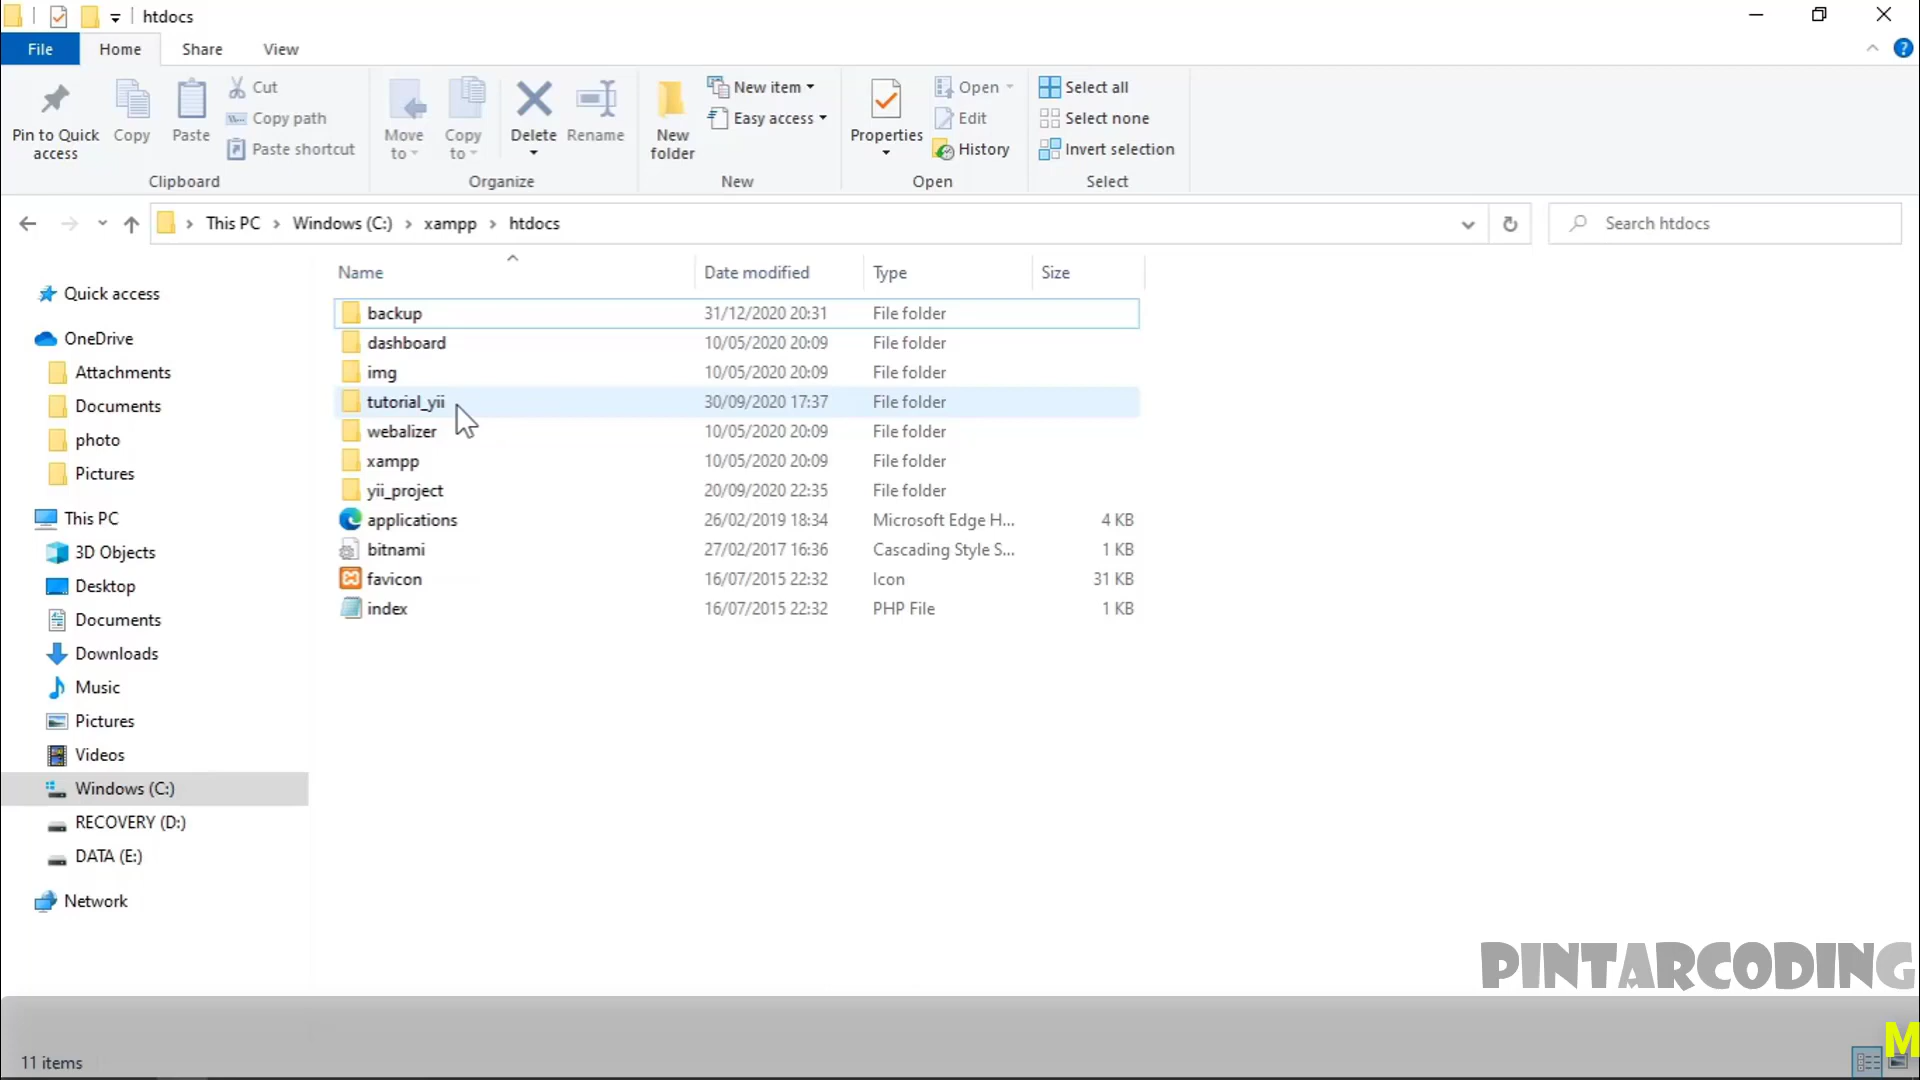 htdocs
File Home Share View
Pin to Quick access
Copy
Paste
Cut
Copy path
Paste shortcut
Clipboard
Move to
Copy to
Delete
Rename
Organize
New folder
New item
Easy access
New
Properties
Open
Edit
History
Open
Select all
Select none
Invert selection
Select
This PC Windows (C:) xampp htdocs
Search htdocs
Quick access
OneDrive
Attachments
Documents
photo
Pictures
This PC
3D Objects
Desktop
Documents
Downloads
Music
Pictures
Videos
Windows (C:)
RECOVERY (D:)
DATA (E:)
Network
Name Date modified Type Size
backup 31/12/2020 20:31 File folder
dashboard 10/05/2020 20:09 File folder
img 10/05/2020 20:09 File folder
tutorial_yii 30/09/2020 17:37 File folder
webalizer 10/05/2020 20:09 File folder
xampp 10/05/2020 20:09 File folder
yii_project 20/09/2020 22:35 File folder
applications 26/02/2019 18:34 Microsoft Edge H... 4 KB
bitnami 27/02/2017 16:36 Cascading Style S... 1 KB
favicon 16/07/2015 22:32 Icon 31 KB
index 16/07/2015 22:32 PHP File 1 KB
PINTARCODING
M
11 items